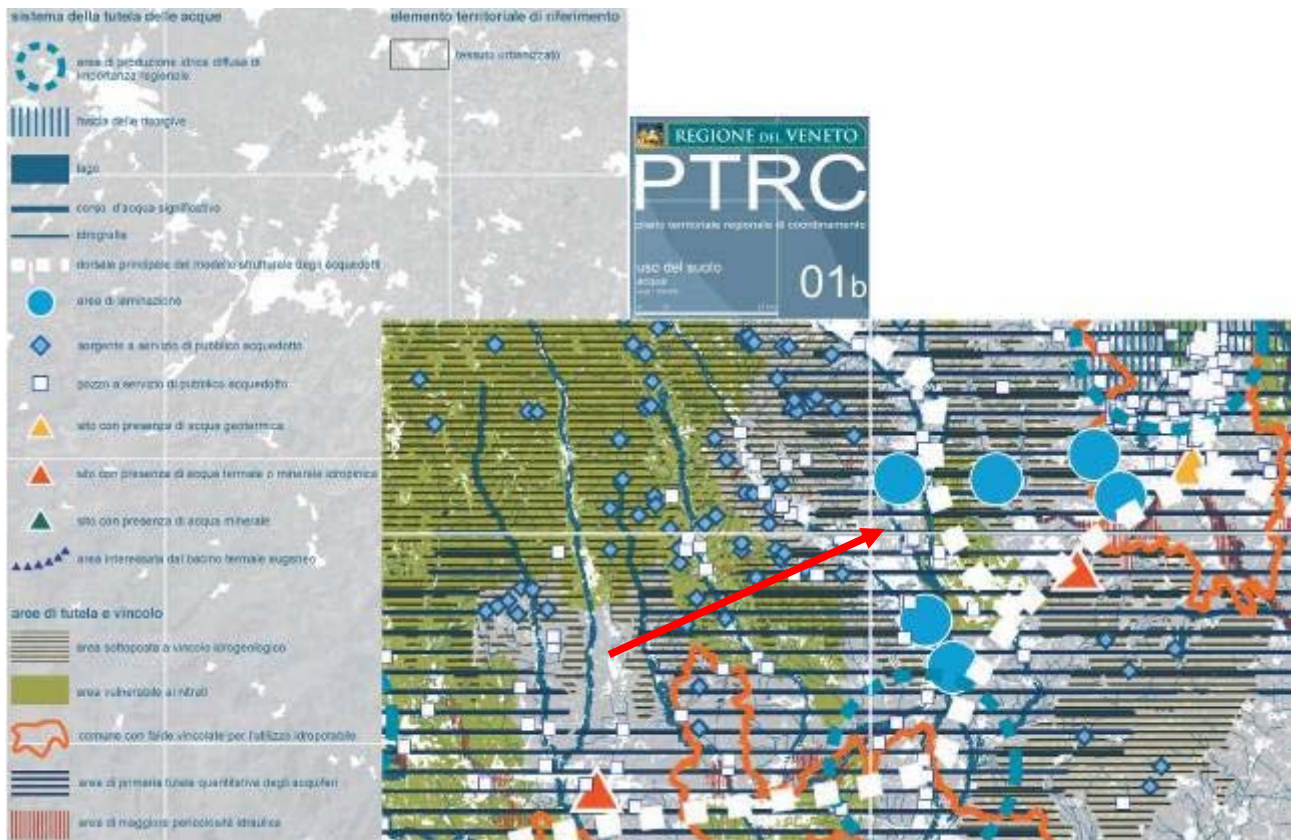 sistema della tutela delle acque
area di produzione idrica diffusa di
importanza regionale
fascia delle risorgive
lago
corso d'acqua significativo
idrografia
dorsale principale del modello strutturale degli acquedotti
area di laminazione
sorgente a servizio di pubblico acquedotto
pozzo a servizio di pubblico acquedotto
sito con presenza di acqua geotermica
sito con presenza di acqua termale o minerale idropinica
sito con presenza di acqua minerale
area interessata dal bacino termale euganeo
aree di tutela e vincolo
area sottoposta a vincolo idrogeologico
area vulnerabile ai nitrati
comune con falde vincolate per l'utilizzo idropotabile
area di primaria tutela quantitativa degli acquiferi
area di maggiore pericolosità idraulica
elemento territoriale di riferimento
tessuto urbanizzato
REGIONE DEL VENETO
PTRC
piano territoriale regionale di coordinamento
uso del suolo
acqua
01b